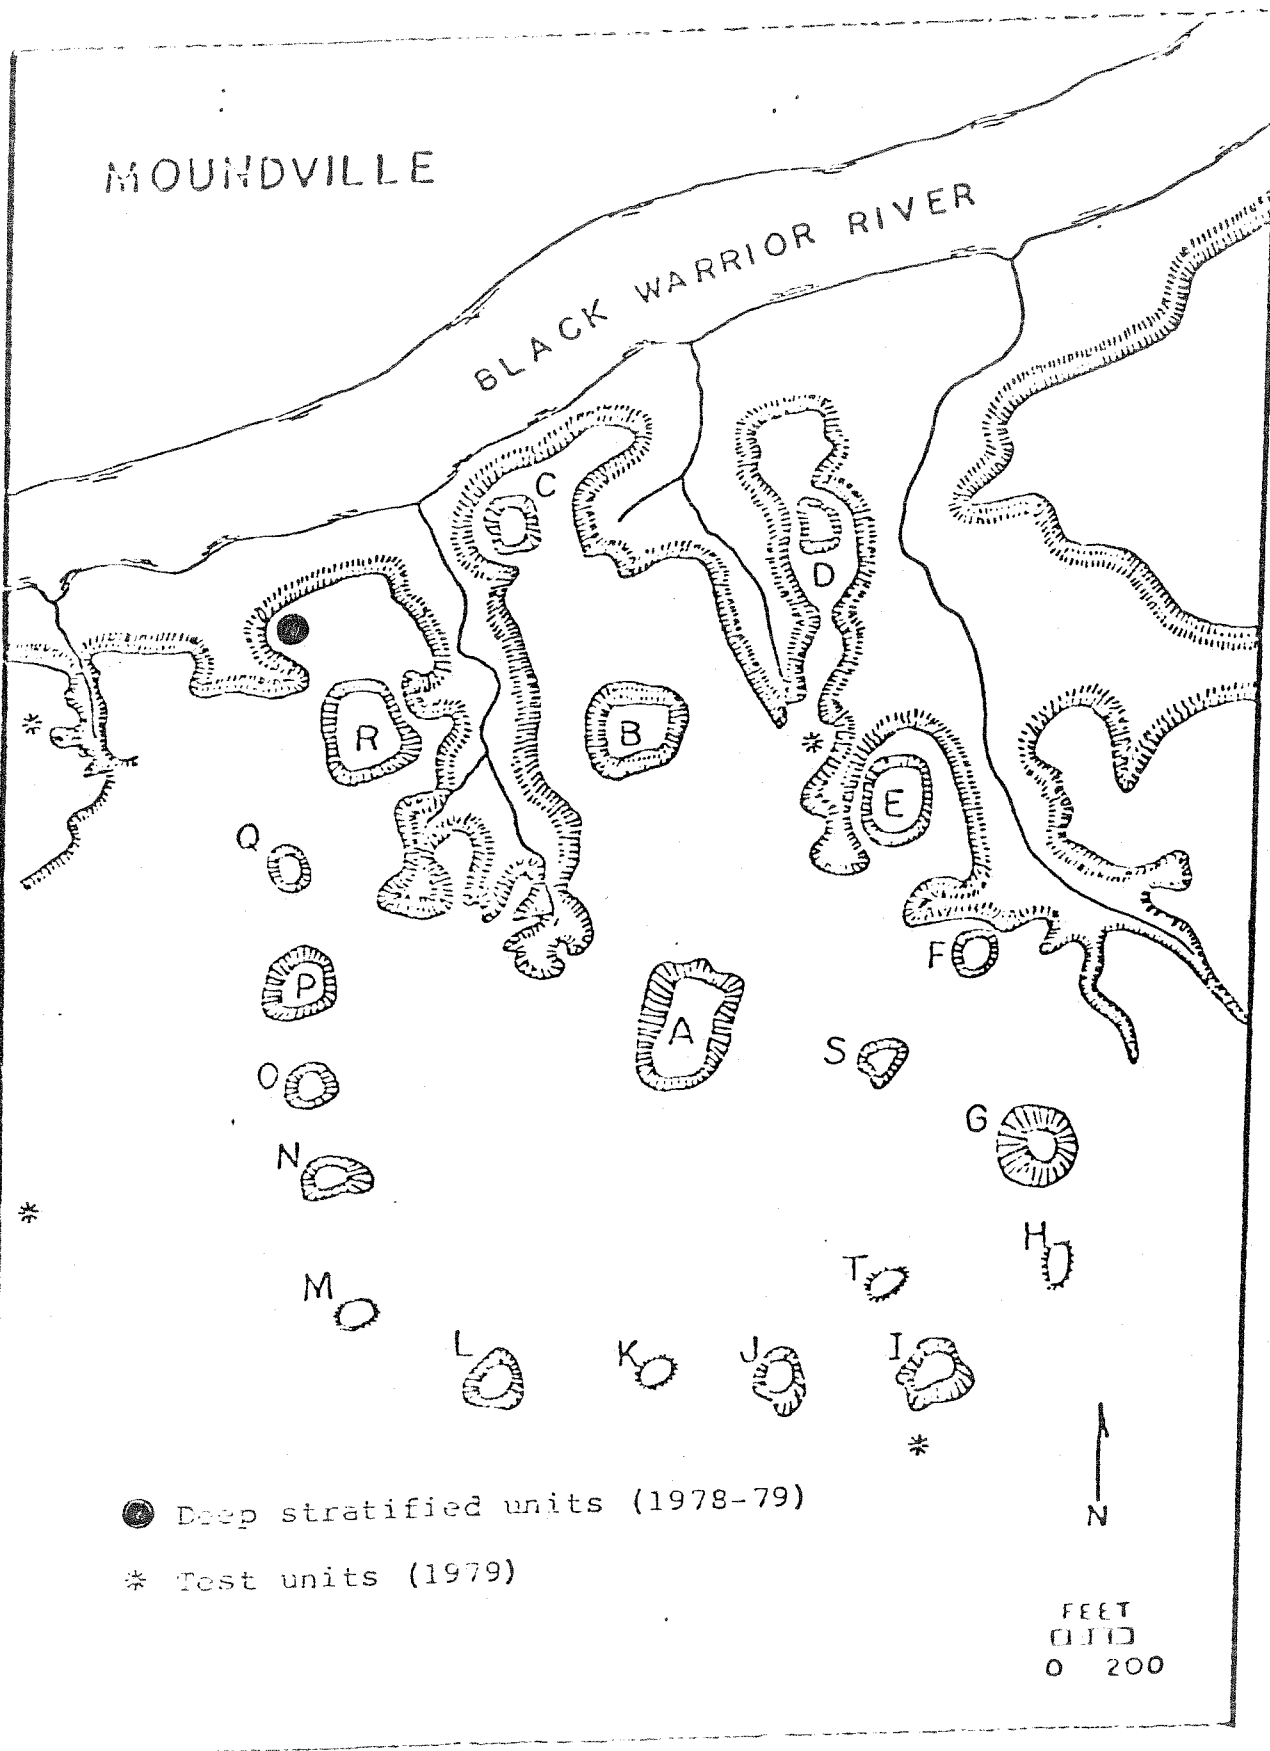 MOUNDVILLE
BLACK WARRIOR RIVER
C
D
R
B
E
Q
F
P
A
S
O
G
N
H
T
M
L
K
J
I
● Deep stratified units (1978-79)
* Test units (1979)
N
FEET
0 200